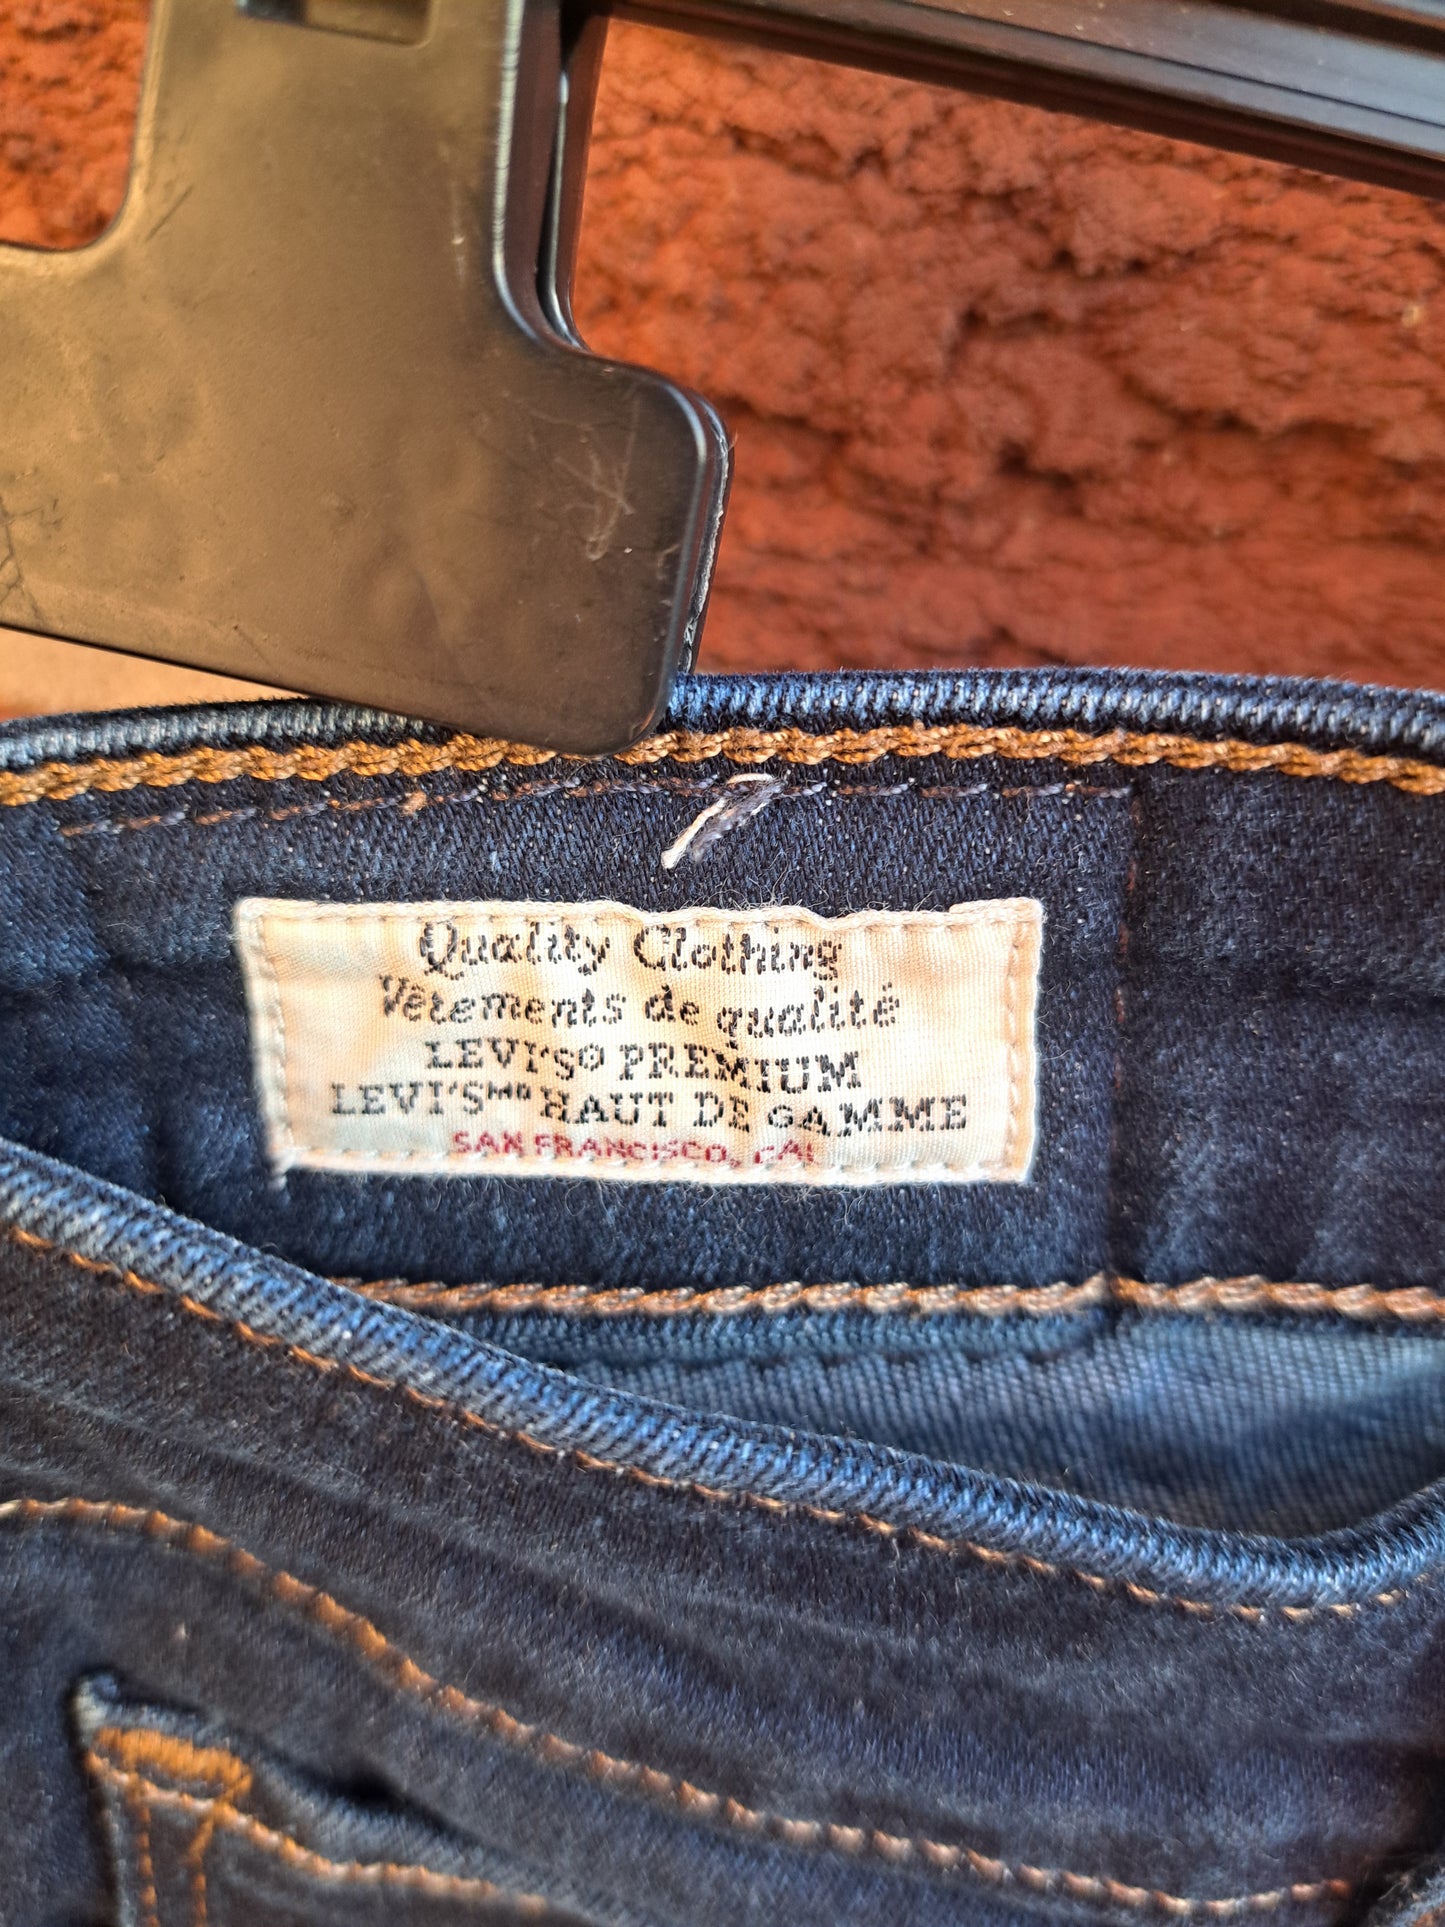 Quality Clothing
Vêtements de qualité
LEVI'S® PREMIUM
LEVI'S MD HAUT DE GAMME
SAN FRANCISCO, CAL